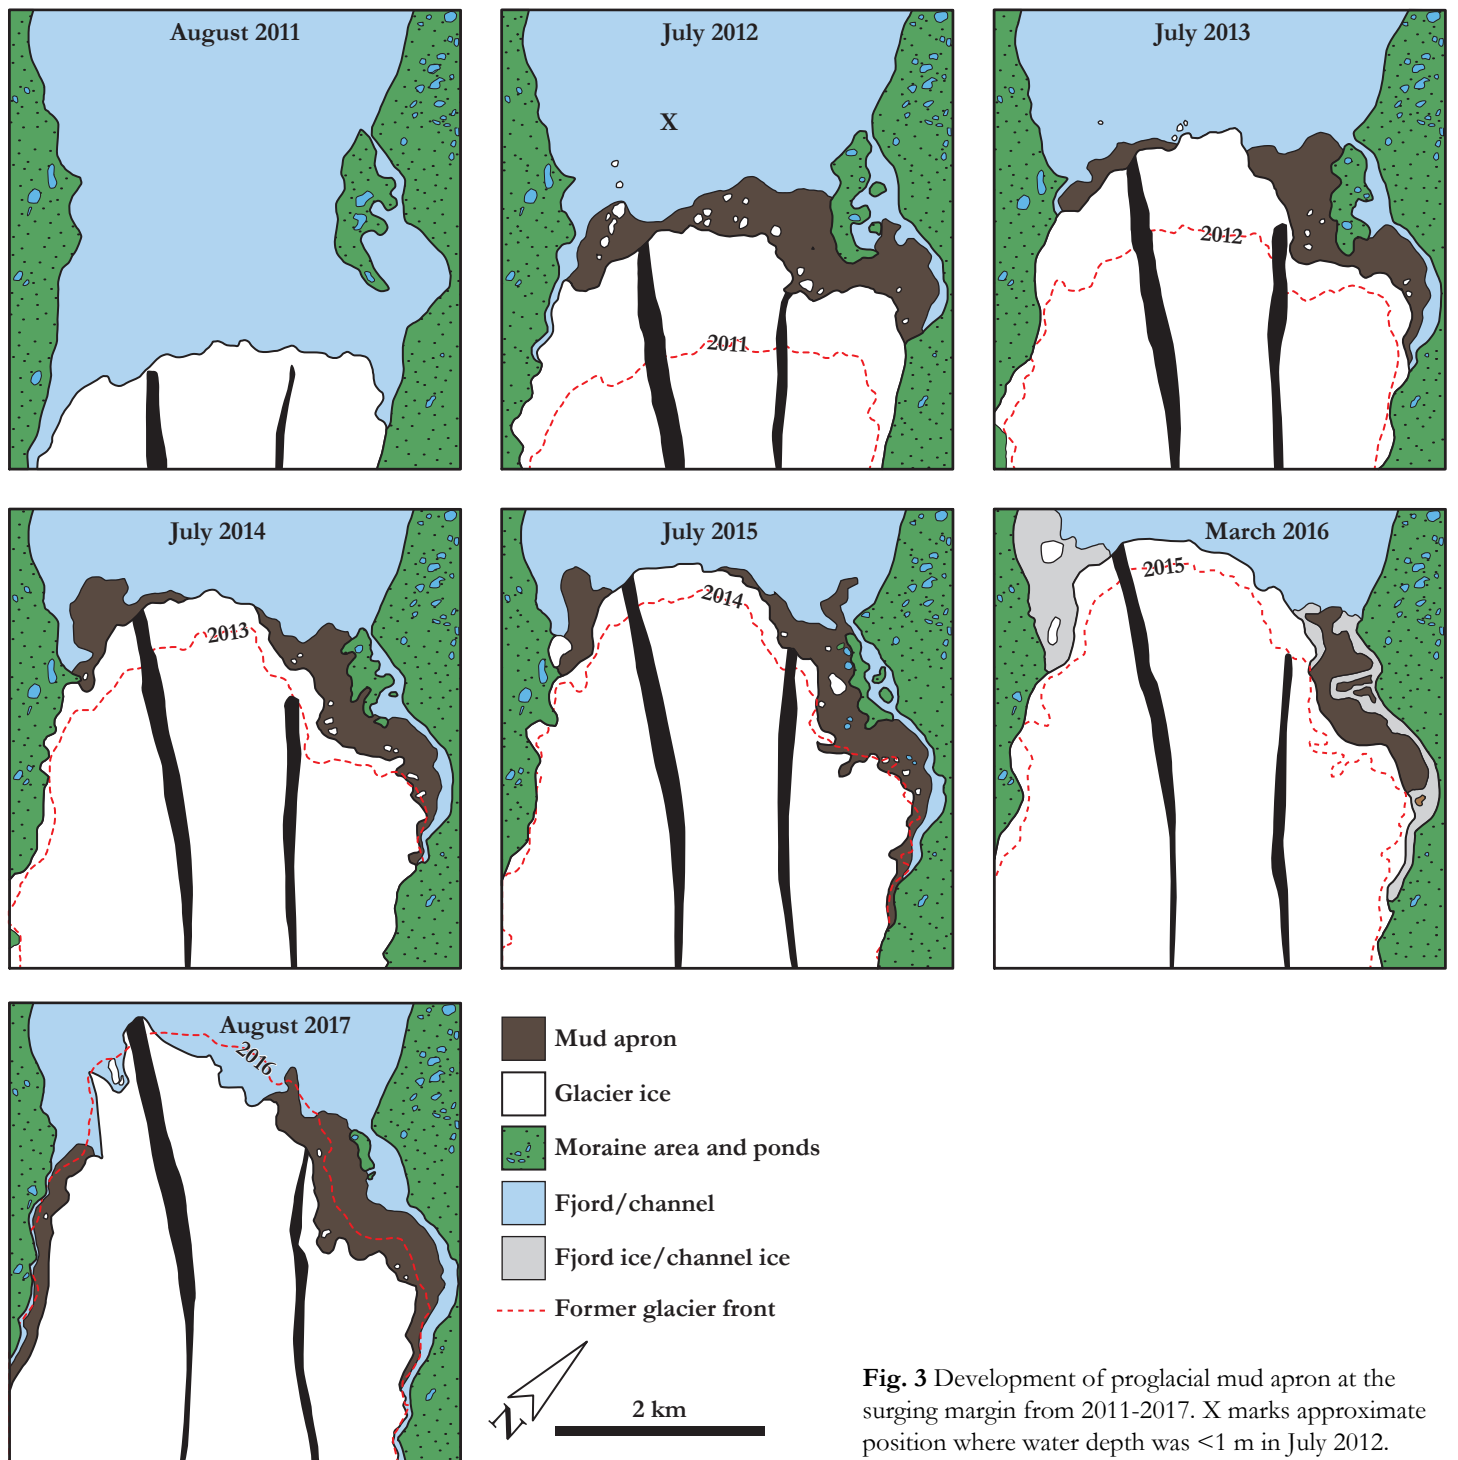 August 2011
July 2012
X
2011
July 2013
2012
July 2014
2013
July 2015
2014
March 2016
2015
August 2017
2016
Mud apron
Glacier ice
Moraine area and ponds
Fjord/channel
Fjord ice/channel ice
Former glacier front
N
2 km
Fig. 3 Development of proglacial mud apron at the
surging margin from 2011-2017. X marks approximate
position where water depth was <1 m in July 2012.